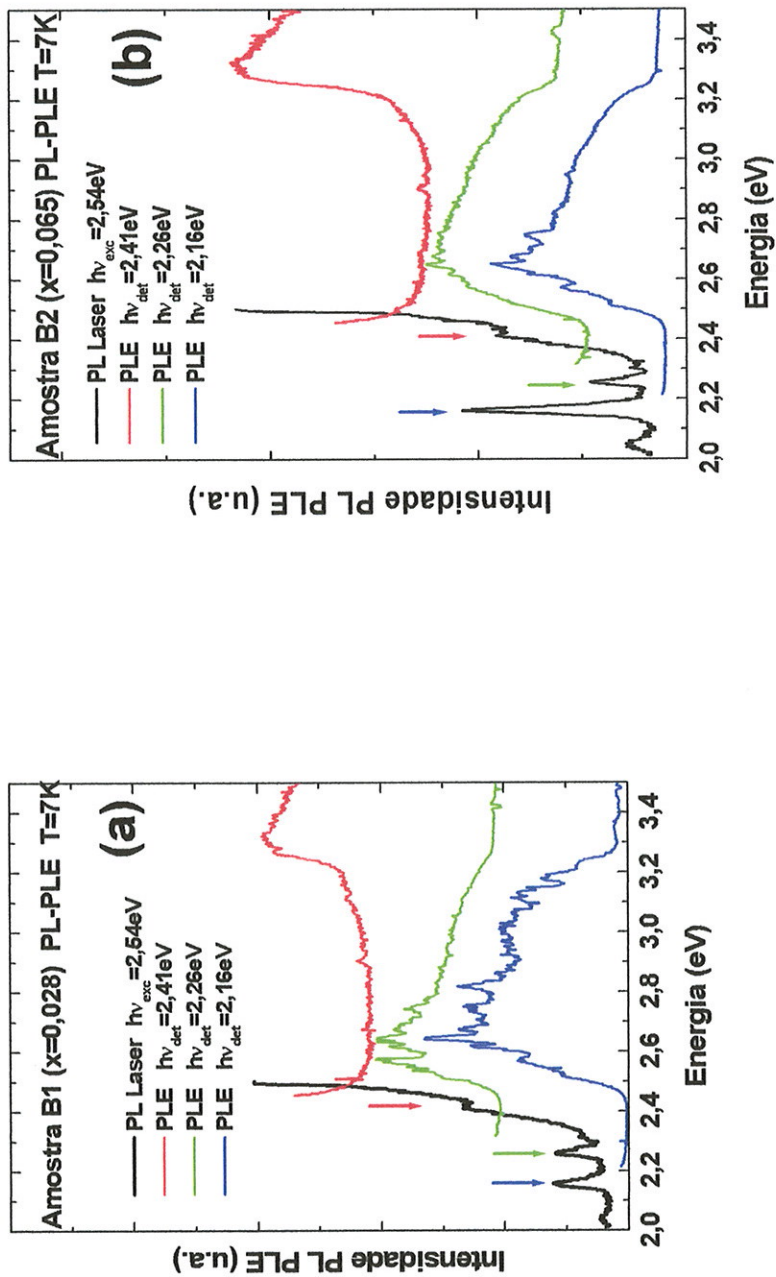 Amostra B1 (x=0,028)  PL-PLE  T=7K
(a)
PL Laser hν_exc =2,54eV
PLE hν_det =2,41eV
PLE hν_det =2,26eV
PLE hν_det =2,16eV
Intensidade PL PLE (u.a.)
2,0 2,2 2,4 2,6 2,8 3,0 3,2 3,4
Energia (eV)
Amostra B2 (x=0,065) PL-PLE T=7K
(b)
PL Laser hν_exc =2,54eV
PLE hν_det =2,41eV
PLE hν_det =2,26eV
PLE hν_det =2,16eV
Intensidade PL PLE (u.a.)
2,0 2,2 2,4 2,6 2,8 3,0 3,2 3,4
Energia (eV)